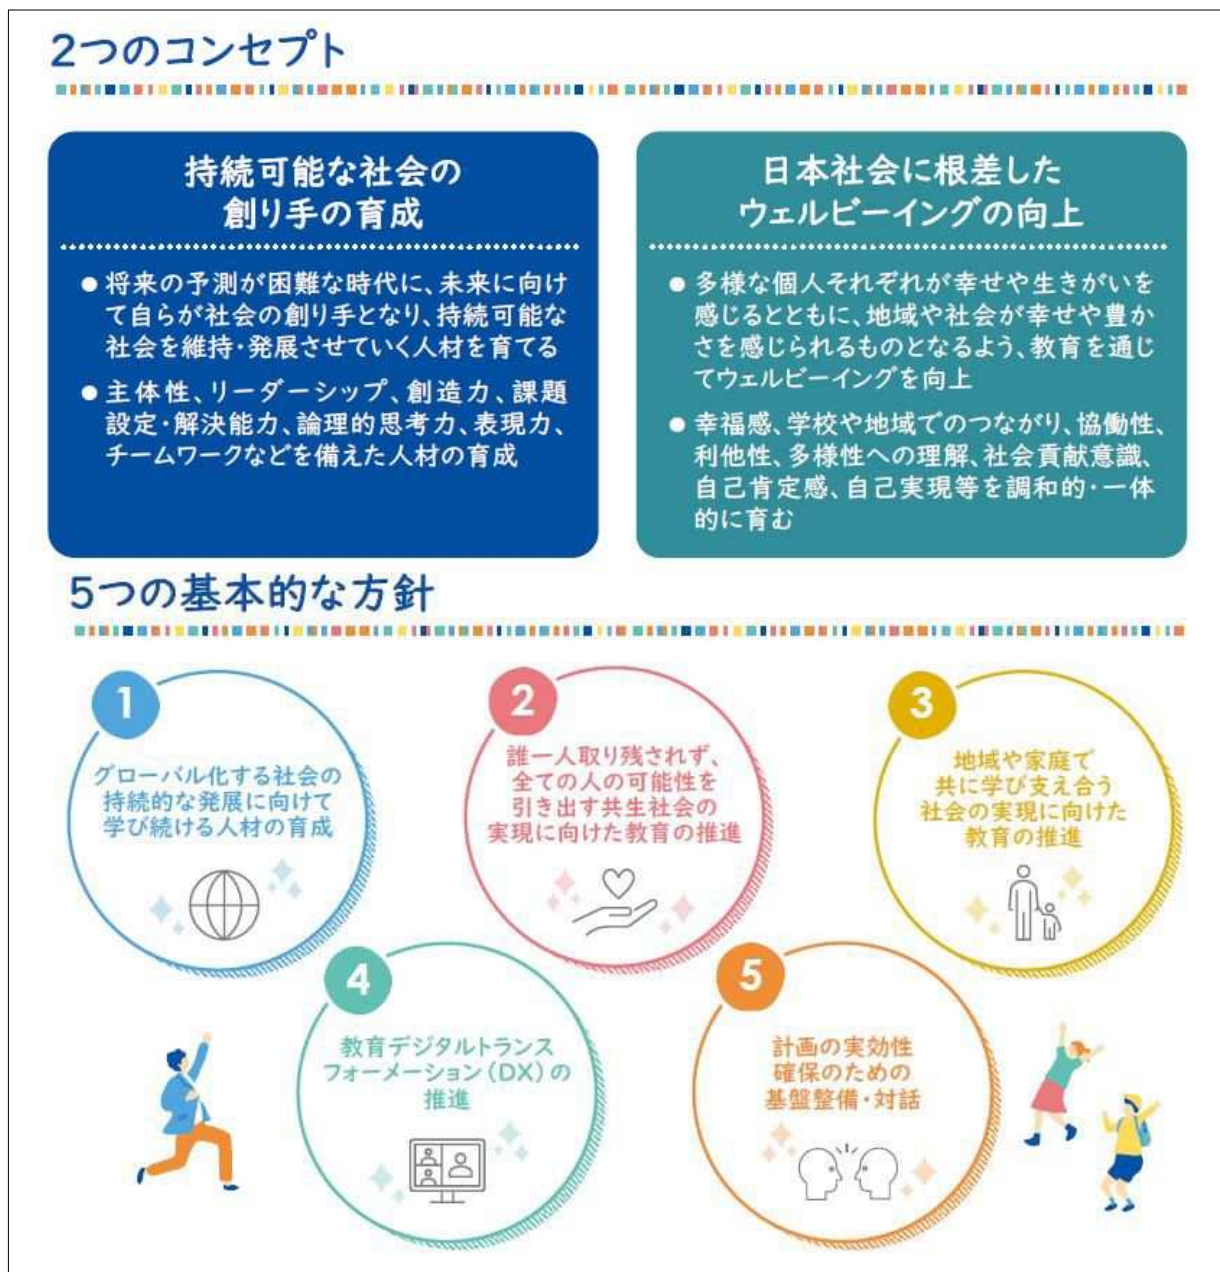 2つのコンセプト
持続可能な社会の
創り手の育成
● 将来の予測が困難な時代に、未来に向け
て自らが社会の創り手となり、持続可能な
社会を維持・発展させていく人材を育てる
● 主体性、リーダーシップ、創造力、課題
設定・解決能力、論理的思考力、表現力、
チームワークなどを備えた人材の育成
日本社会に根差した
ウェルビーイングの向上
● 多様な個人それぞれが幸せや生きがいを
感じるとともに、地域や社会が幸せや豊か
さを感じられるものとなるよう、教育を通じ
てウェルビーイングを向上
● 幸福感、学校や地域でのつながり、協働性、
利他性、多様性への理解、社会貢献意識、
自己肯定感、自己実現等を調和的・一体
的に育む
5つの基本的な方針
1
グローバル化する社会の
持続的な発展に向けて
学び続ける人材の育成
2
誰一人取り残されず、
全ての人の可能性を
引き出す共生社会の
実現に向けた教育の推進
3
地域や家庭で
共に学び支え合う
社会の実現に向けた
教育の推進
4
教育デジタルトランス
フォーメーション(DX)の
推進
5
計画の実効性
確保のための
基盤整備・対話